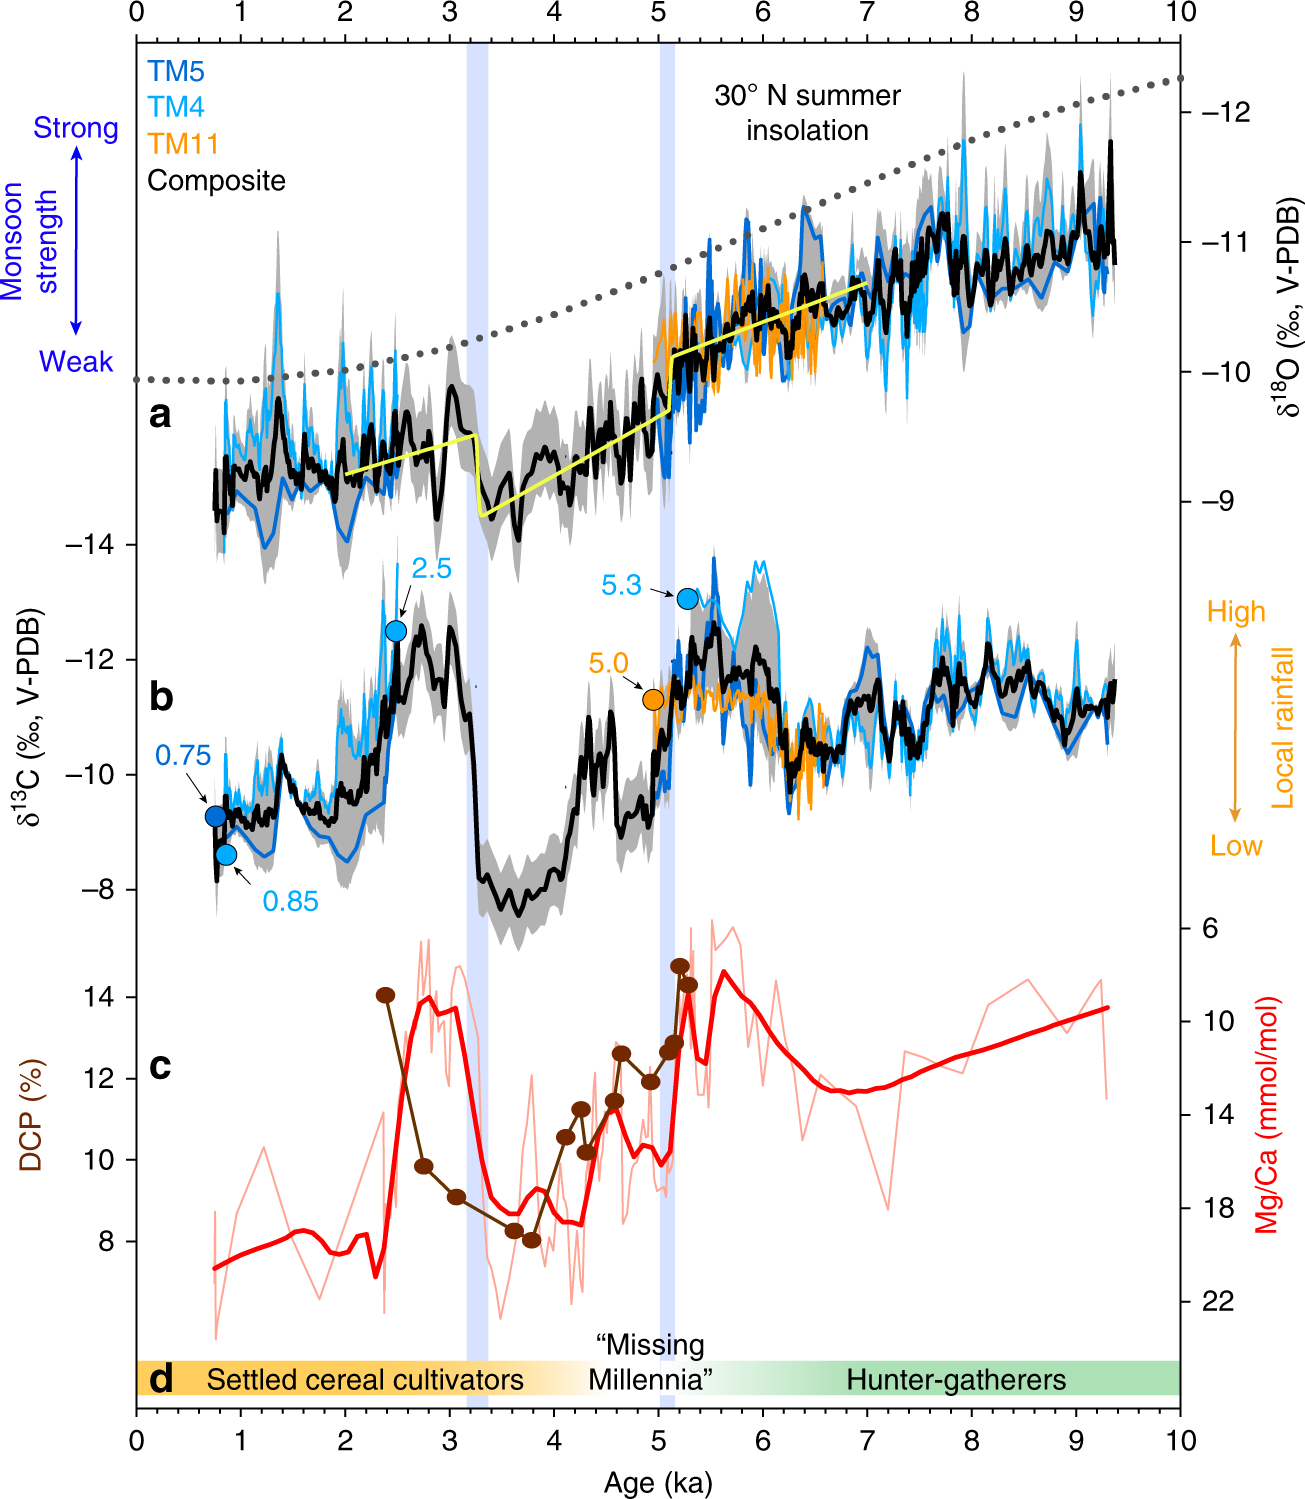 0 1 2 3 4 5 6 7 8 9 10
TM5
TM4
TM11
Composite
30° N summer
insolation
Strong
Monsoon
strength
Weak
–12
–11
–10
–9
δ18O (‰, V-PDB)
a
–14
–12
–10
–8
δ13C (‰, V-PDB)
b
2.5
5.3
5.0
0.75
0.85
High
Local rainfall
Low
c
14
12
10
8
DCP (%)
6
10
14
18
22
Mg/Ca (mmol/mol)
“Missing
Millennia”
d
Settled cereal cultivators
Hunter-gatherers
0 1 2 3 4 5 6 7 8 9 10
Age (ka)